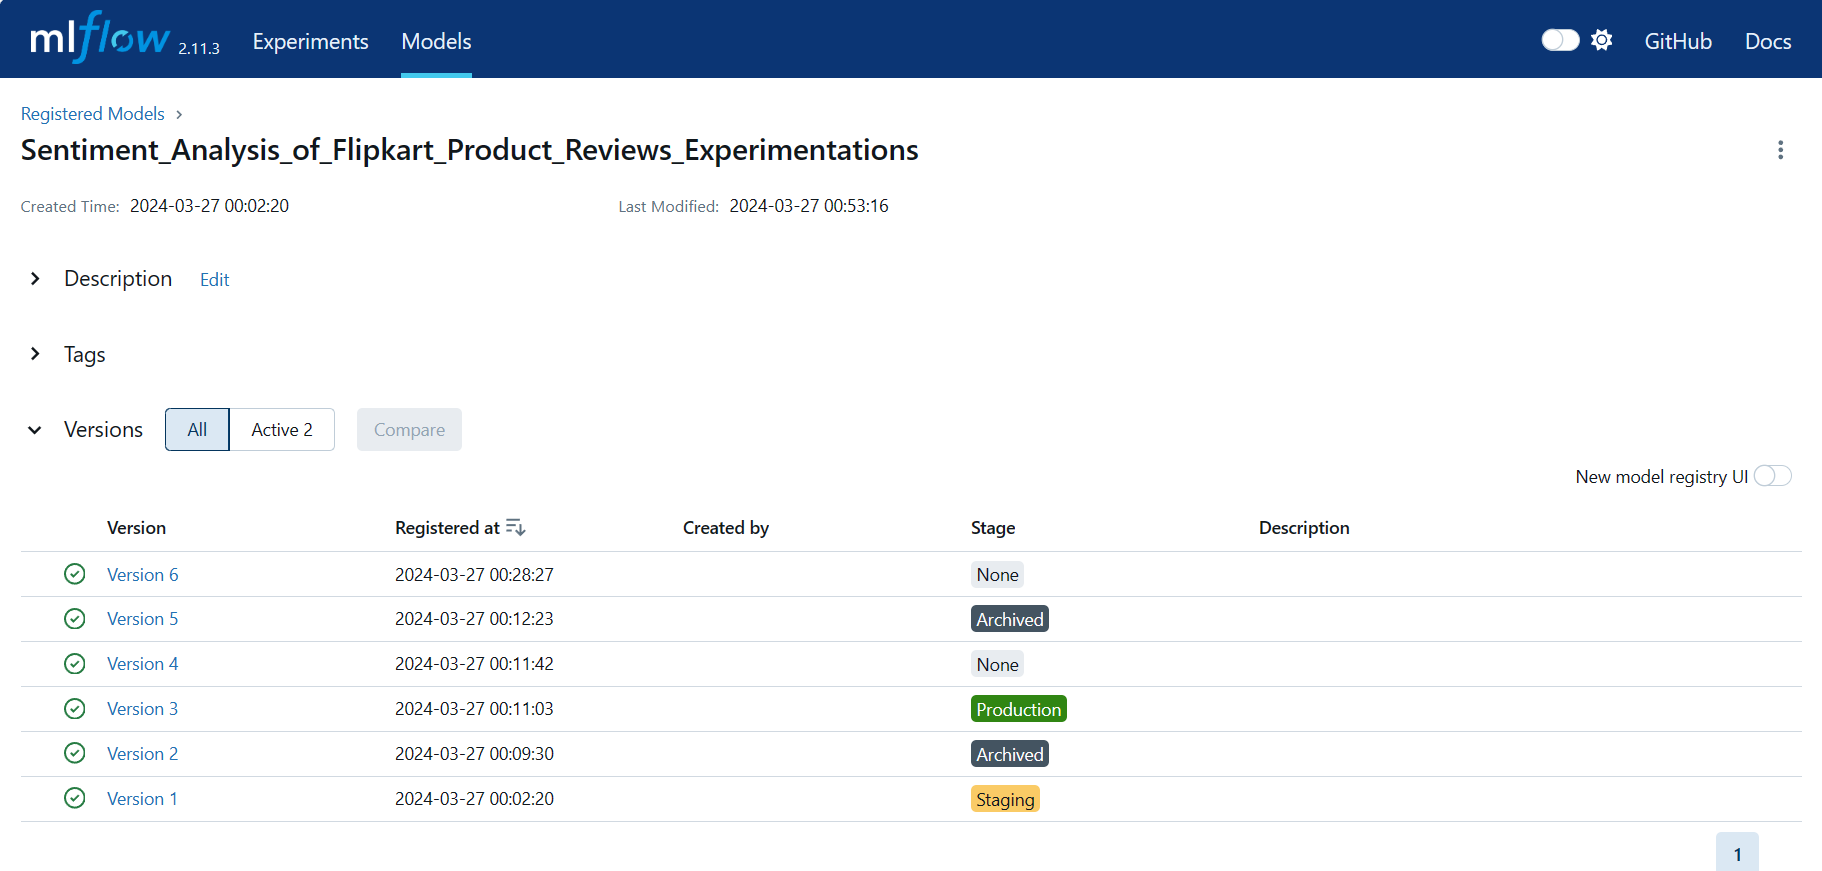 mlflow 2.11.3 Experiments Models GitHub Docs
Registered Models
Sentiment_Analysis_of_Flipkart_Product_Reviews_Experimentations
Created Time: 2024-03-27 00:02:20 Last Modified: 2024-03-27 00:53:16
Description Edit
Tags
Versions All Active 2 Compare
New model registry UI
Version Registered at Created by Stage Description
Version 6 2024-03-27 00:28:27 None
Version 5 2024-03-27 00:12:23 Archived
Version 4 2024-03-27 00:11:42 None
Version 3 2024-03-27 00:11:03 Production
Version 2 2024-03-27 00:09:30 Archived
Version 1 2024-03-27 00:02:20 Staging
1